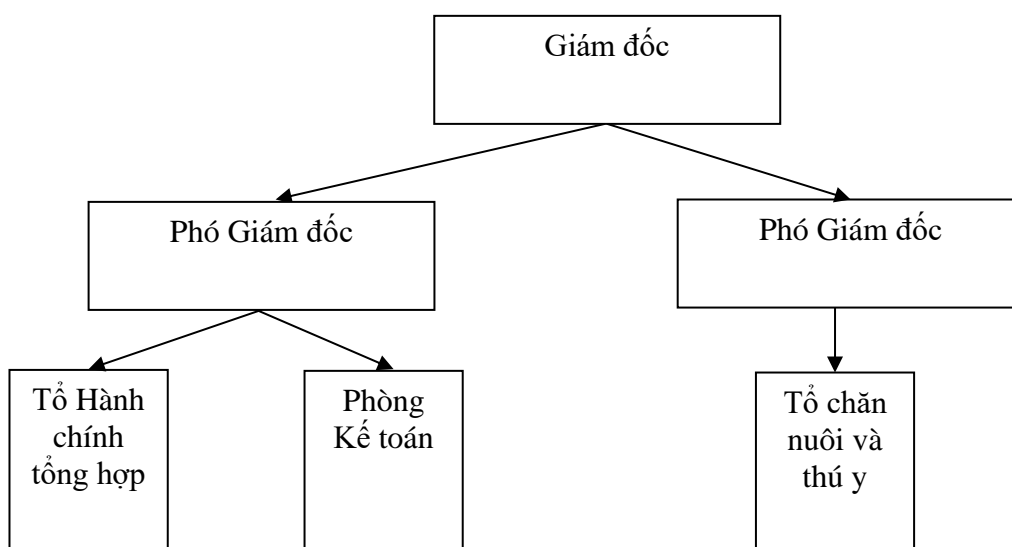 Giám đốc
Phó Giám đốc
Phó Giám đốc
Tổ Hành
chính
tổng hợp
Phòng
Kế toán
Tổ chăn
nuôi và
thú y